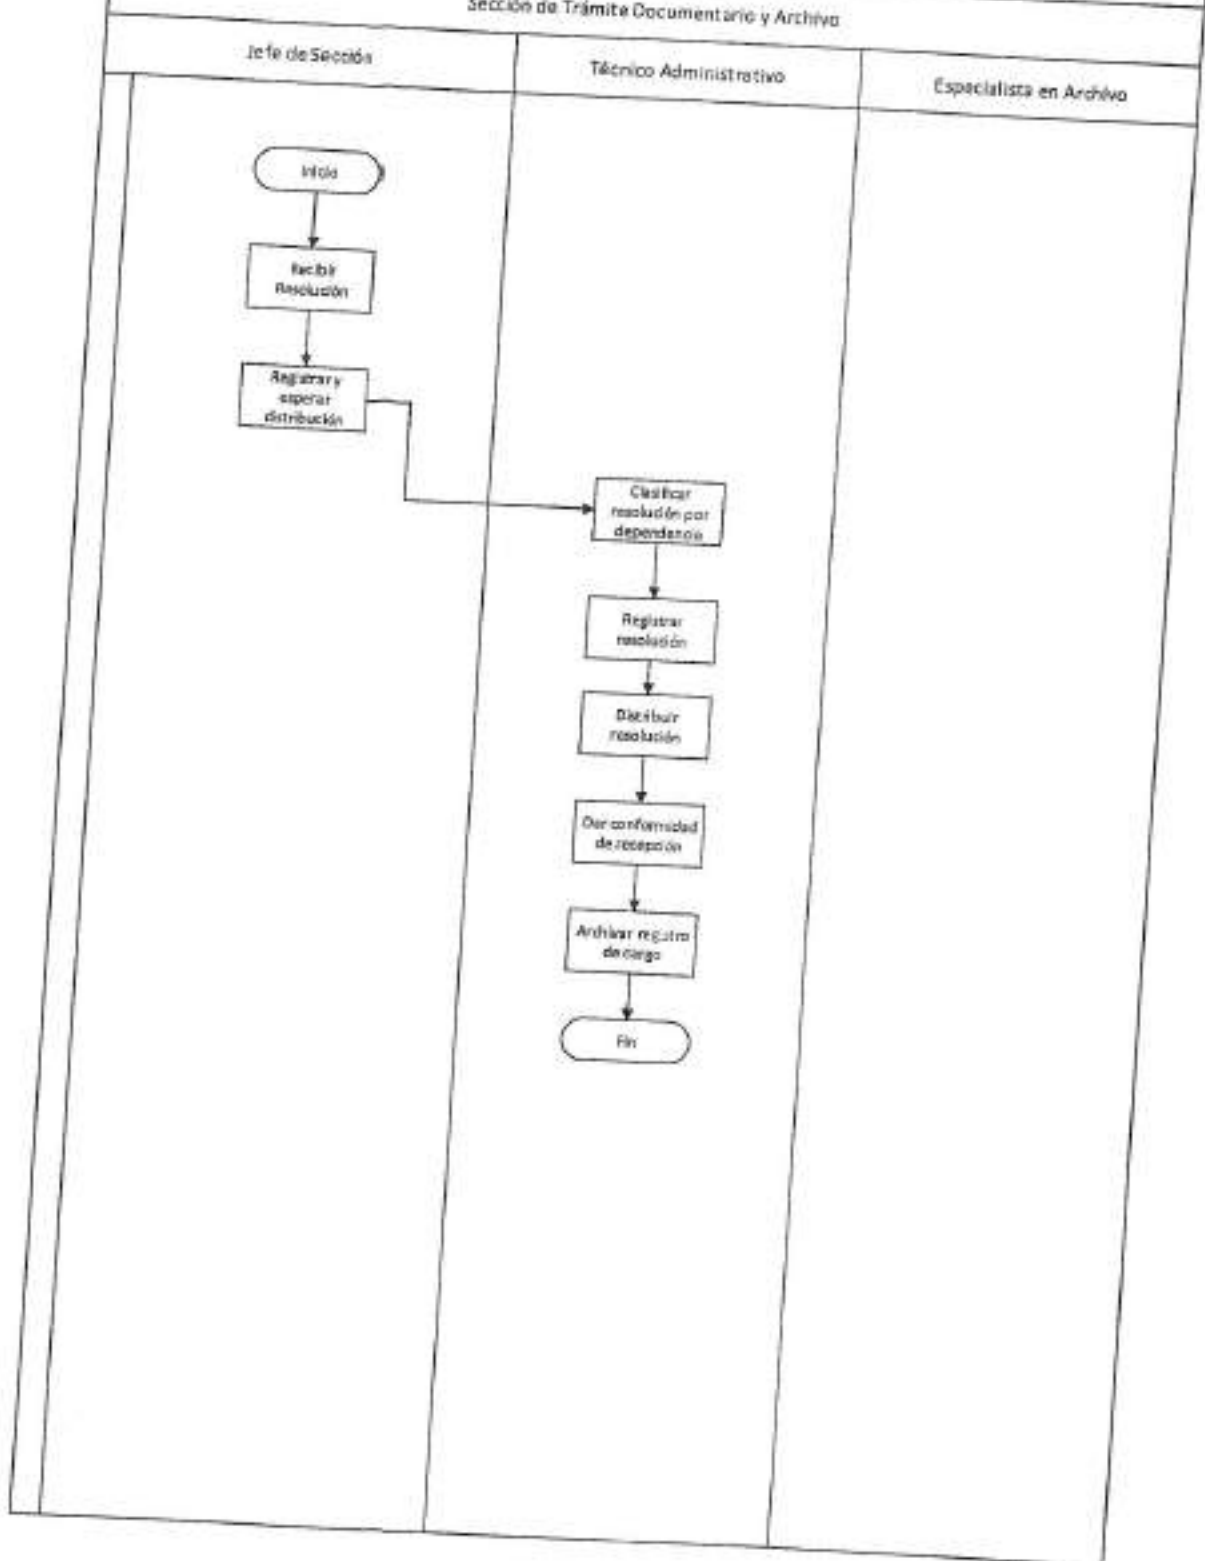 Sección de Trámite Documentario y Archivo
Jefe de Sección
Técnico Administrativo
Especialista en Archivo
Inicio
Recibir
Resolución
Registrar y
esperar
distribución
Clasificar
resolución por
dependencia
Registrar
resolución
Distribuir
resolución
Dar conformidad
de recepción
Archivar registro
de cargo
Fin